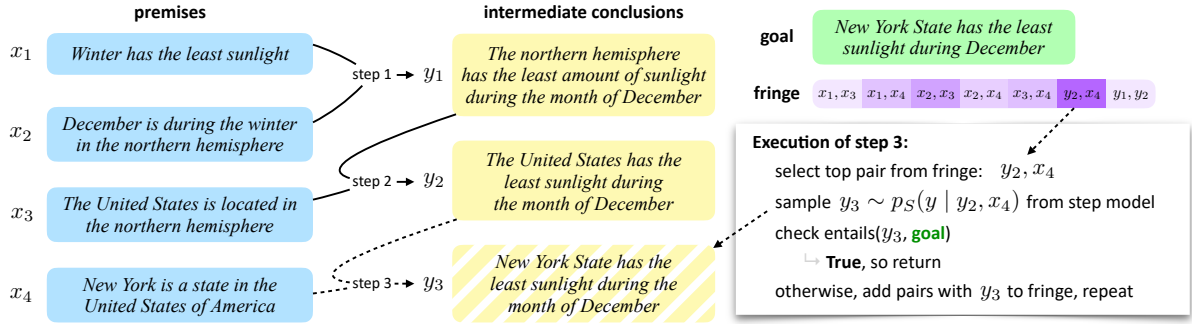 premises
x1
Winter has the least sunlight
x2
December is during the winter
in the northern hemisphere
x3
The United States is located in
the northern hemisphere
x4
New York is a state in the
United States of America
intermediate conclusions
step 1
y1
The northern hemisphere
has the least amount of sunlight
during the month of December
step 2
y2
The United States has the
least sunlight during
the month of December
step 3
y3
New York State has the
least sunlight during the
month of December
goal
New York State has the least
sunlight during December
fringe
x1, x3 x1, x4 x2, x3 x2, x4 x3, x4 y2, x4 y1, y2
Execution of step 3:
select top pair from fringe: y2, x4
sample y3 ∼ pS(y | y2, x4) from step model
check entails(y3, goal)
↳ True, so return
otherwise, add pairs with y3 to fringe, repeat